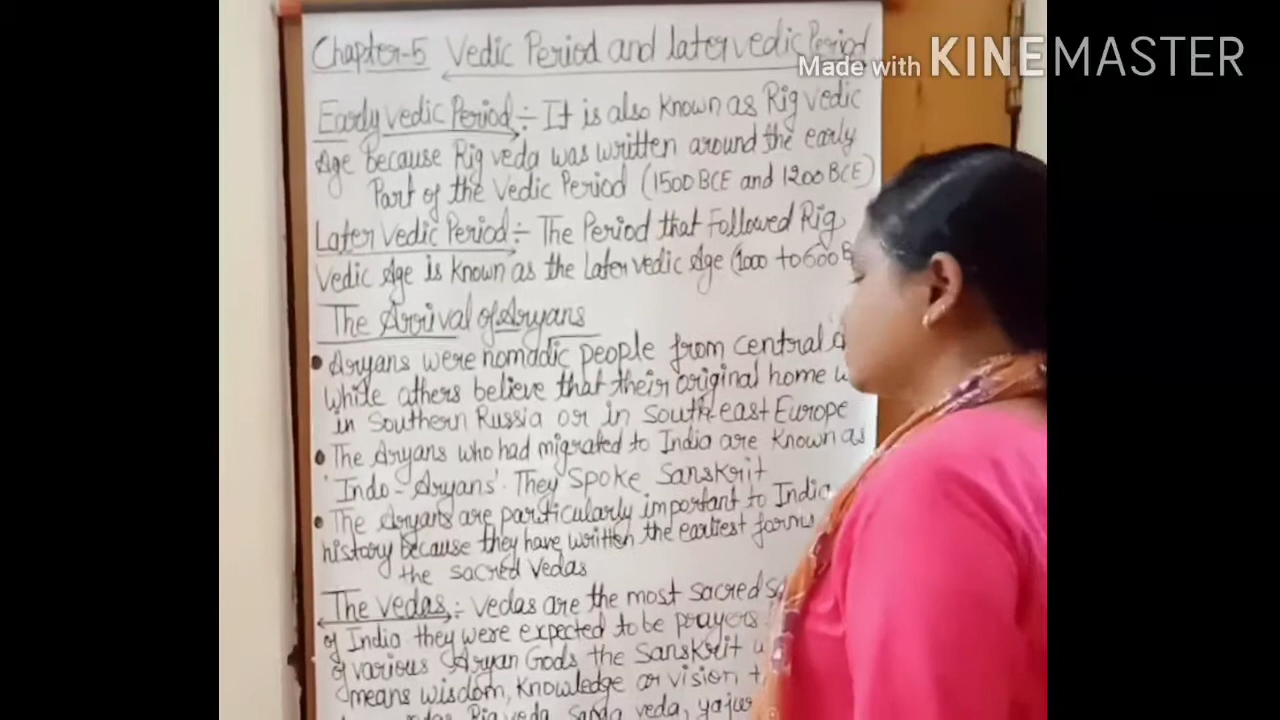 Chapter-5 Vedic Period and later vedic Period
Made with KINEMASTER
Early vedic Period :- It is also known as Rig vedic
Age because Rig veda was written around the early
Part of the Vedic Period (1500 BCE and 1200 BCE)
Later Vedic Period :- The Period that Followed Rig
Vedic Age is known as the Later vedic Age (1000 to 600 B
The Arrival of Aryans
• Aryans were nomadic people from central
while others believe that their original home
in Southern Russia or in South-east Europe
• The Aryans who had migrated to India are known as
'Indo-Aryans'. They Spoke Sanskrit
• The Aryans are particularly important to India
history because they have written the earliest forms
the sacred Vedas
The Vedas :- Vedas are the most sacred
of India they were expected to be prayers
of various Aryan Gods the Sanskrit
means wisdom, knowledge or vision
Rig veda, veda, yajur